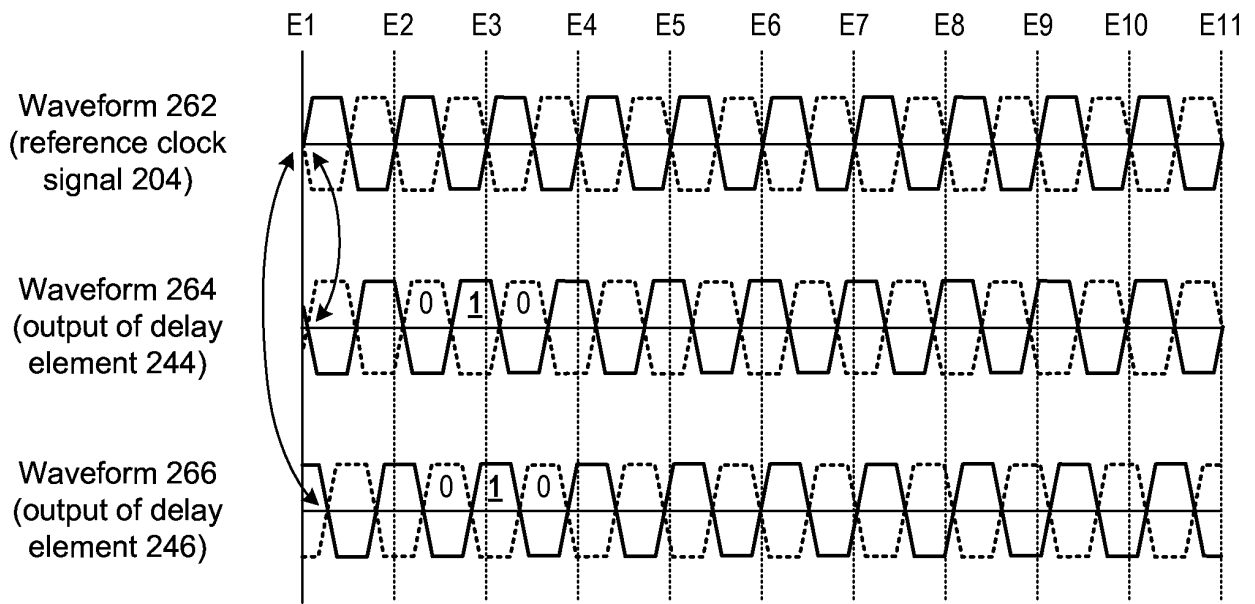 E1 E2 E3 E4 E5 E6 E7 E8 E9 E10 E11
Waveform 262
(reference clock
signal 204)
Waveform 264
(output of delay
element 244)
0 1 0
Waveform 266
(output of delay
element 246)
0 1 0